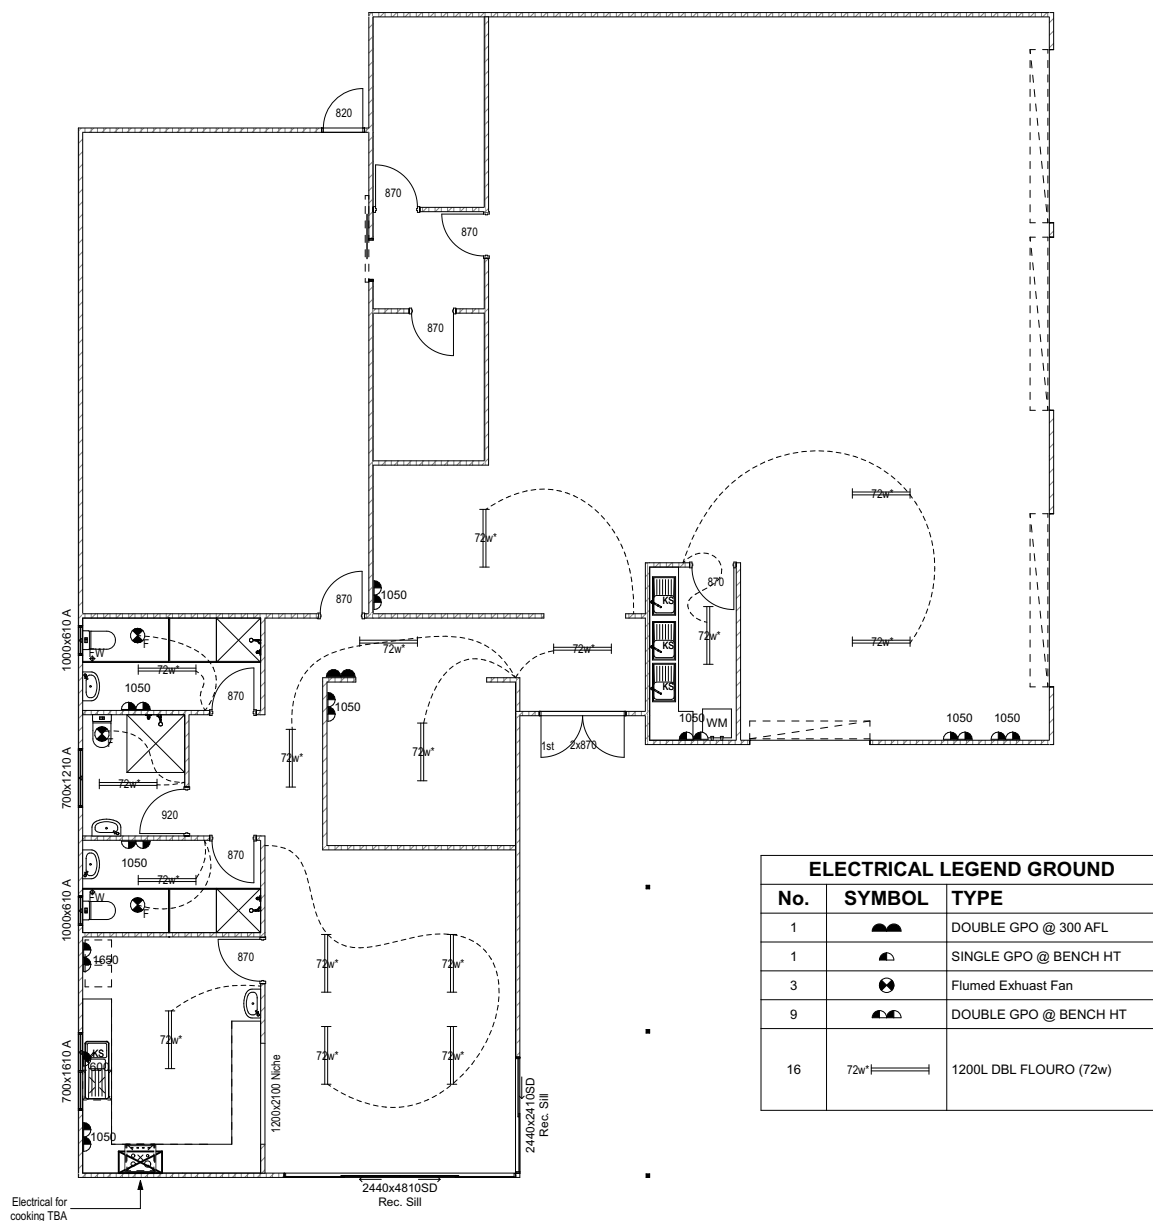 820
870
870
870
72w*
72w*
870
1050
870
KS
72w*
1000x610 A
F
FW
72w*
72w*
72w*
KS
72w*
1050
870
KS
1050
1050
WM
1050
1050
1st
2x870
F
72w*
72w*
700x1210 A
72w*
920
1050
870
72w*
FW
F
1000x610 A
870
1650
72w*
72w*
72w*
KS
600
700x1610 A
72w*
72w*
1200x2100 Niche
1050
2440x2410SD
Rec. Sill
2440x4810SD
Rec. Sill
Electrical for
cooking TBA
ELECTRICAL LEGEND GROUND
No. SYMBOL TYPE
1 DOUBLE GPO @ 300 AFL
1 SINGLE GPO @ BENCH HT
3 Flumed Exhuast Fan
9 DOUBLE GPO @ BENCH HT
16 72w* 1200L DBL FLOURO (72w)